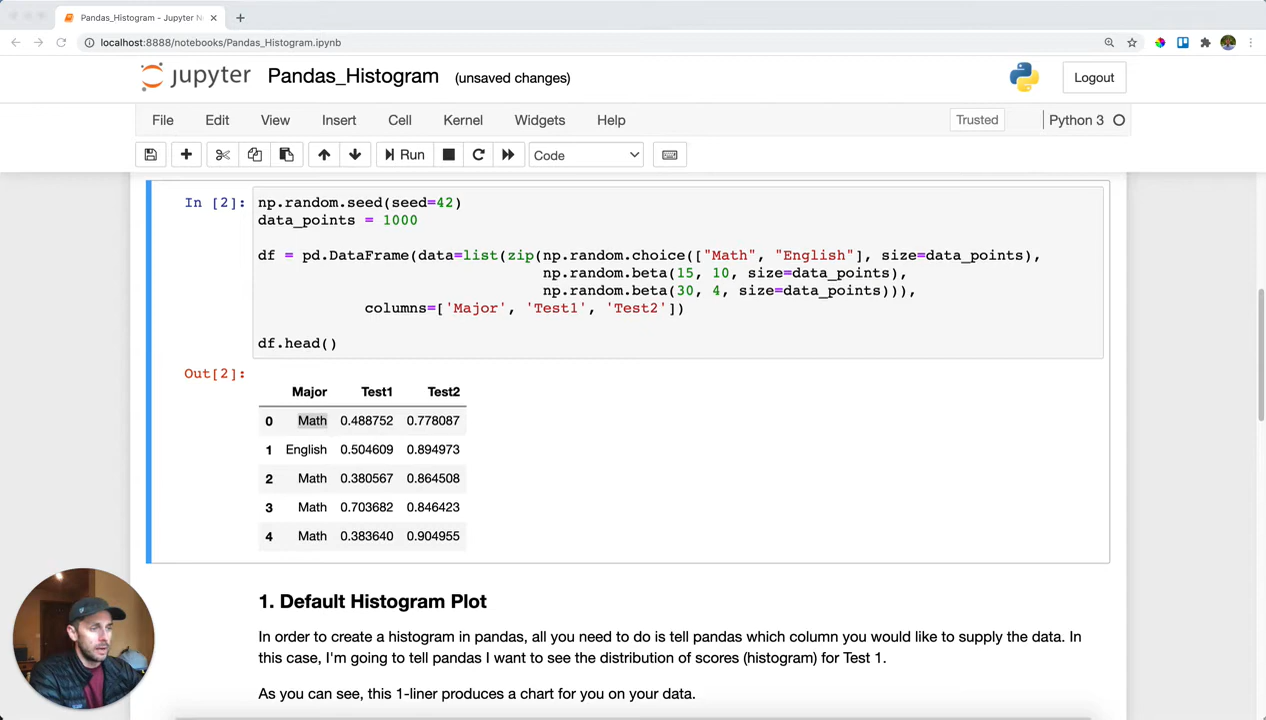 Pandas_Histogram - Jupyter N
localhost:8888/notebooks/Pandas_Histogram.ipynb
jupyter Pandas_Histogram (unsaved changes) Logout
File Edit View Insert Cell Kernel Widgets Help Trusted Python 3
Run Code
In [2]: np.random.seed(seed=42)
data_points = 1000
df = pd.DataFrame(data=list(zip(np.random.choice(["Math", "English"], size=data_points),
np.random.beta(15, 10, size=data_points),
np.random.beta(30, 4, size=data_points))),
columns=['Major', 'Test1', 'Test2'])
df.head()
Out[2]:
Major Test1 Test2
0 Math 0.488752 0.778087
1 English 0.504609 0.894973
2 Math 0.380567 0.864508
3 Math 0.703682 0.846423
4 Math 0.383640 0.904955
1. Default Histogram Plot
In order to create a histogram in pandas, all you need to do is tell pandas which column you would like to supply the data. In
this case, I'm going to tell pandas I want to see the distribution of scores (histogram) for Test 1.
As you can see, this 1-liner produces a chart for you on your data.